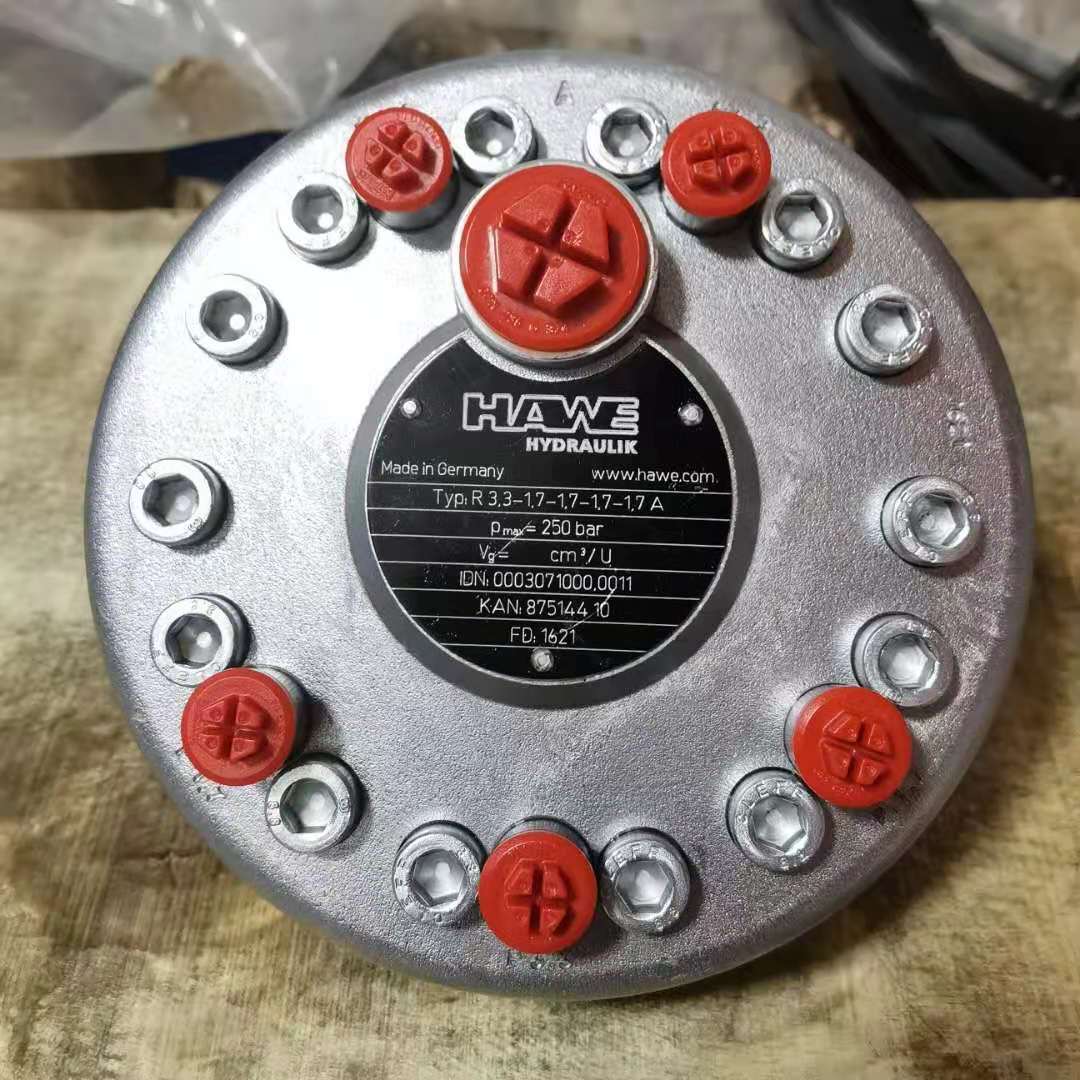 HAWE
HYDRAULIK
Made in Germany www.hawe.com
Typ: R 3,3-1,7-1,7-1,7-1,7 A
pmax= 250 bar
Vg= cm³/U
IDN: 0003071000,0011
KAN: 875144 10
FD: 1621